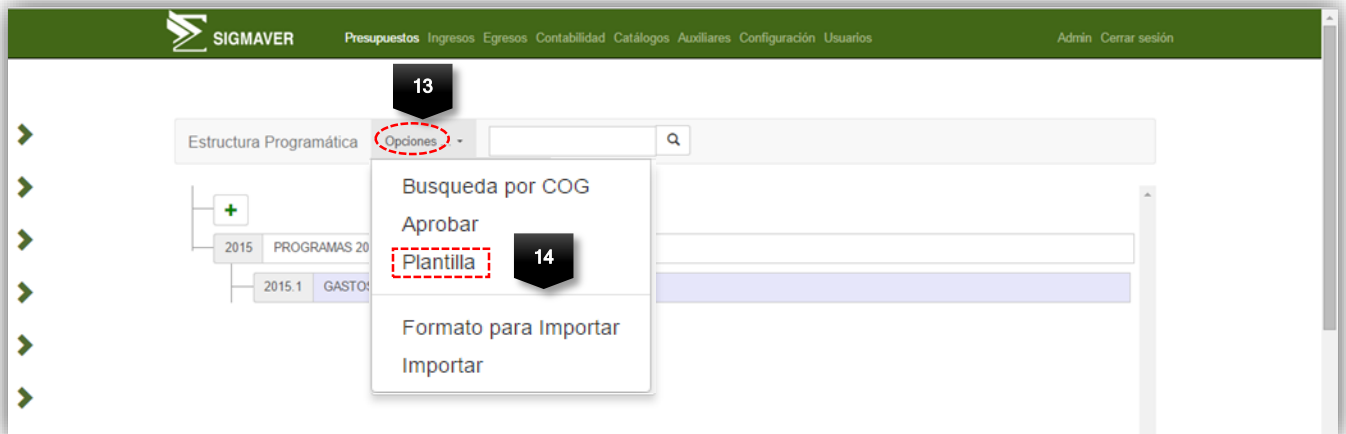 SIGMAVER Presupuestos Ingresos Egresos Contabilidad Catálogos Auxiliares Configuración Usuarios Admin Cerrar sesión
13
Estructura Programática Opciones
Busqueda por COG
Aprobar
2015 PROGRAMAS 20
Plantilla 14
2015.1 GASTOS
Formato para Importar
Importar